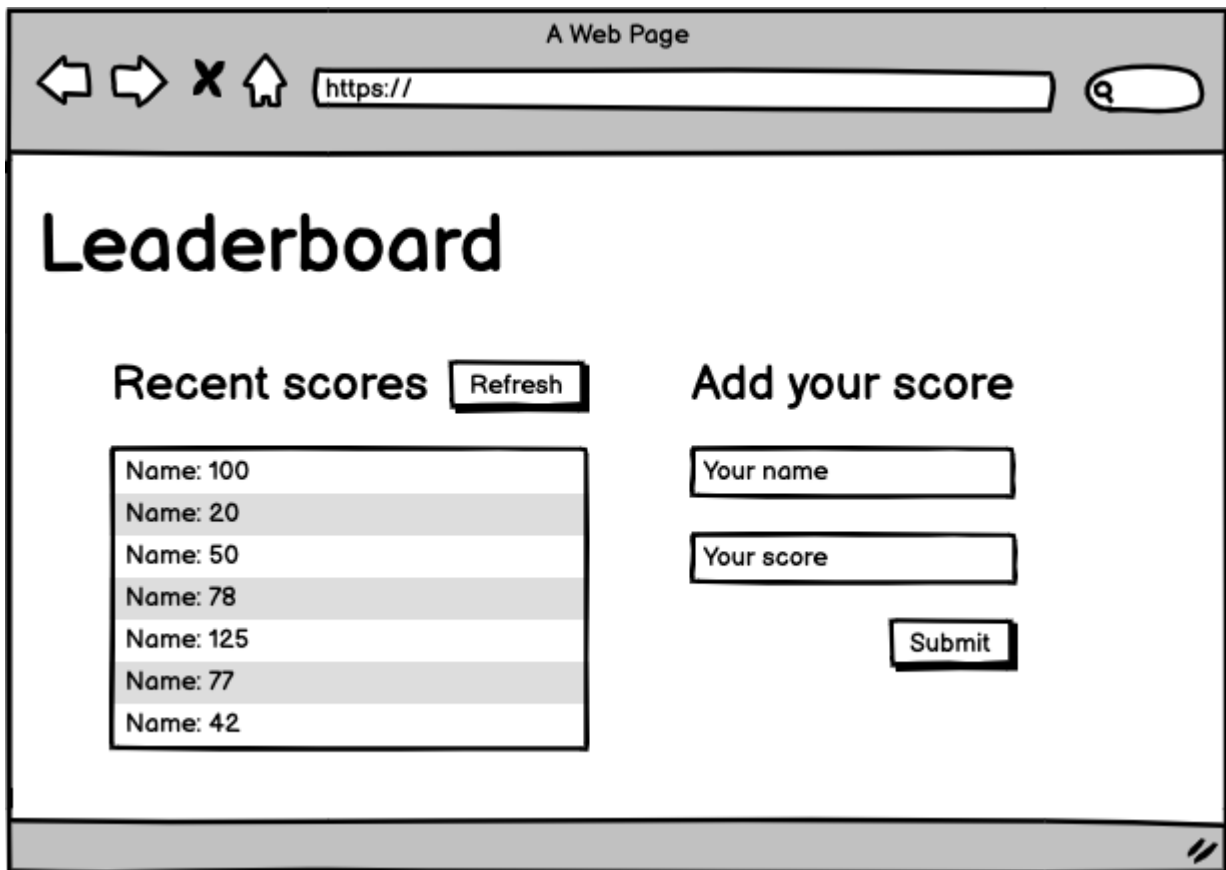 A Web Page
https://
Leaderboard
Recent scores
Refresh
Name: 100
Name: 20
Name: 50
Name: 78
Name: 125
Name: 77
Name: 42
Add your score
Your name
Your score
Submit